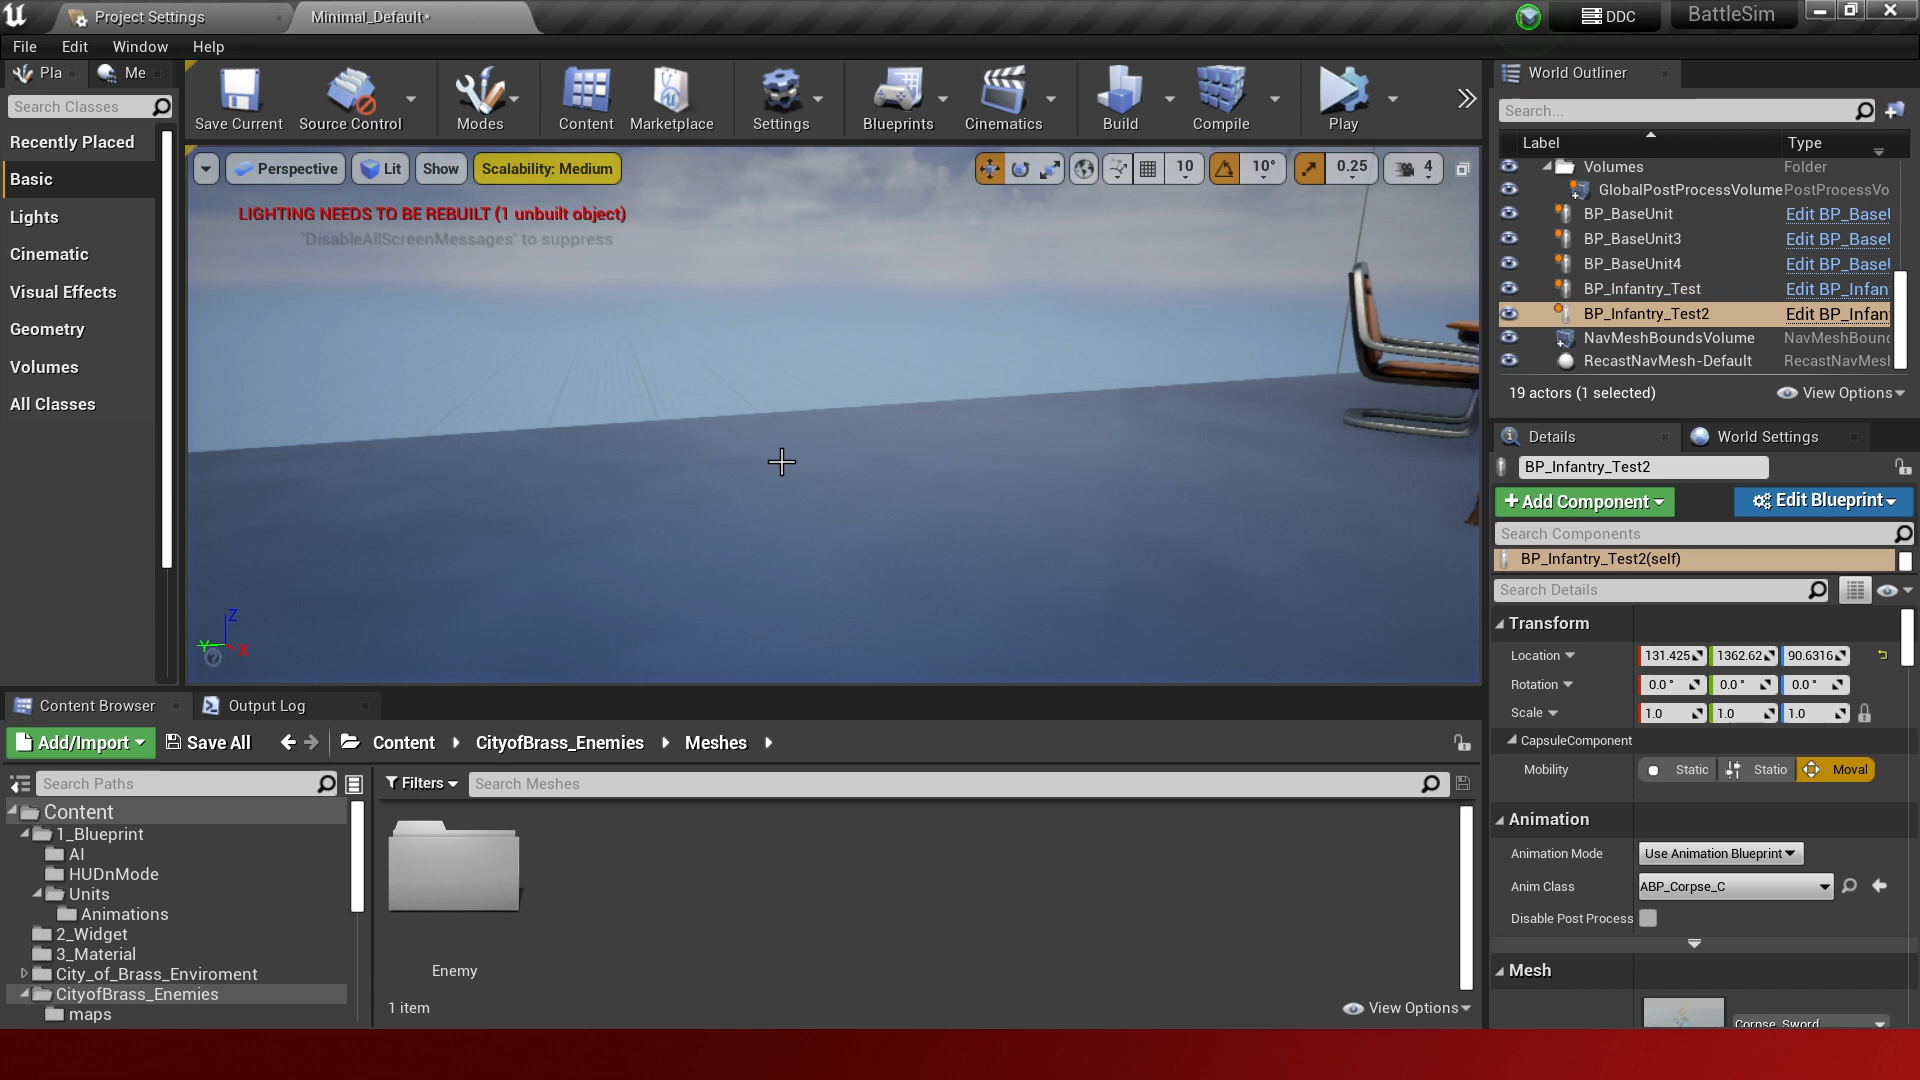 Project Settings
Minimal_Default*
DDC
BattleSim
File Edit Window Help
Pla
Me
Search Classes
Recently Placed
Basic
Lights
Cinematic
Visual Effects
Geometry
Volumes
All Classes
Save Current
Source Control
Modes
Content
Marketplace
Settings
Blueprints
Cinematics
Build
Compile
Play
Perspective
Lit
Show
Scalability: Medium
10
10°
0.25
4
LIGHTING NEEDS TO BE REBUILT (1 unbuilt object)
'DisableAllScreenMessages' to suppress
Z
Y
X
World Outliner
Search...
Label Type
Volumes Folder
GlobalPostProcessVolume PostProcessVo
BP_BaseUnit Edit BP_BaseU
BP_BaseUnit3 Edit BP_BaseU
BP_BaseUnit4 Edit BP_BaseU
BP_Infantry_Test Edit BP_Infan
BP_Infantry_Test2 Edit BP_Infan
NavMeshBoundsVolume NavMeshBound
RecastNavMesh-Default RecastNavMesl
19 actors (1 selected)
View Options
Details
World Settings
BP_Infantry_Test2
+Add Component
Edit Blueprint
Search Components
BP_Infantry_Test2(self)
Search Details
Transform
Location 131.425 1362.62 90.6316
Rotation 0.0° 0.0° 0.0°
Scale 1.0 1.0 1.0
CapsuleComponent
Mobility Static Statio Moval
Animation
Animation Mode Use Animation Blueprint
Anim Class ABP_Corpse_C
Disable Post Process
Mesh
Corpse_Sword
Content Browser
Output Log
Add/Import
Save All
Content
CityofBrass_Enemies
Meshes
Search Paths
Filters
Search Meshes
Content
1_Blueprint
AI
HUDnMode
Units
Animations
2_Widget
3_Material
City_of_Brass_Enviroment
CityofBrass_Enemies
maps
Enemy
1 item
View Options